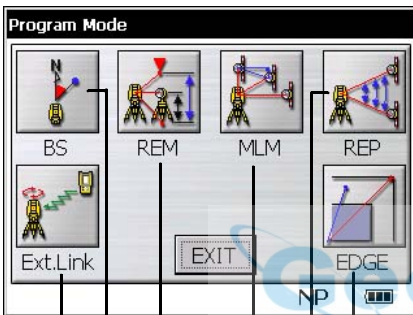 Program Mode
N
BS
REM
MLM
REP
Ext.Link
EXIT
EDGE
NP